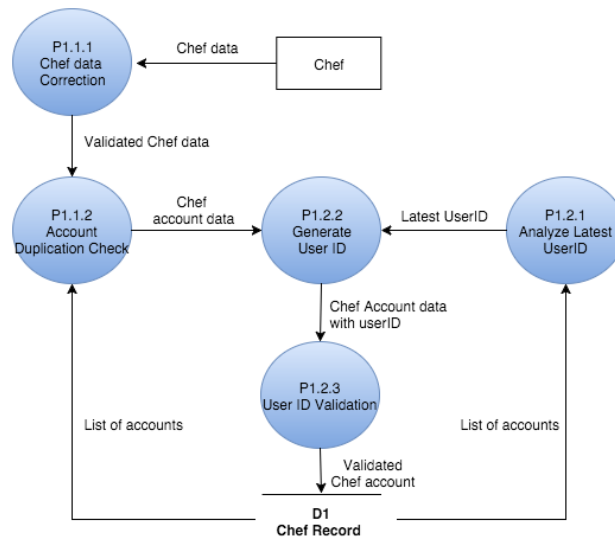 P1.1.1
Chef data
Correction
Chef data
Chef
Validated Chef data
P1.1.2
Account
Duplication Check
Chef
account data
P1.2.2
Generate
User ID
Latest UserID
P1.2.1
Analyze Latest
UserID
Chef Account data
with userID
P1.2.3
User ID Validation
List of accounts
List of accounts
Validated
Chef account
D1
Chef Record